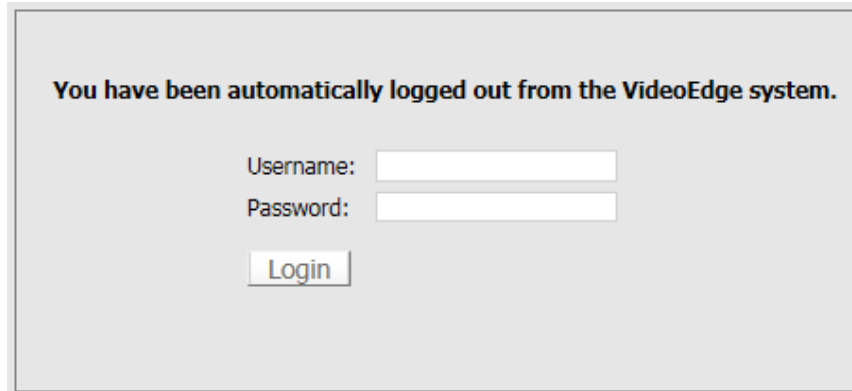 You have been automatically logged out from the VideoEdge system.
Username:
Password:
Login